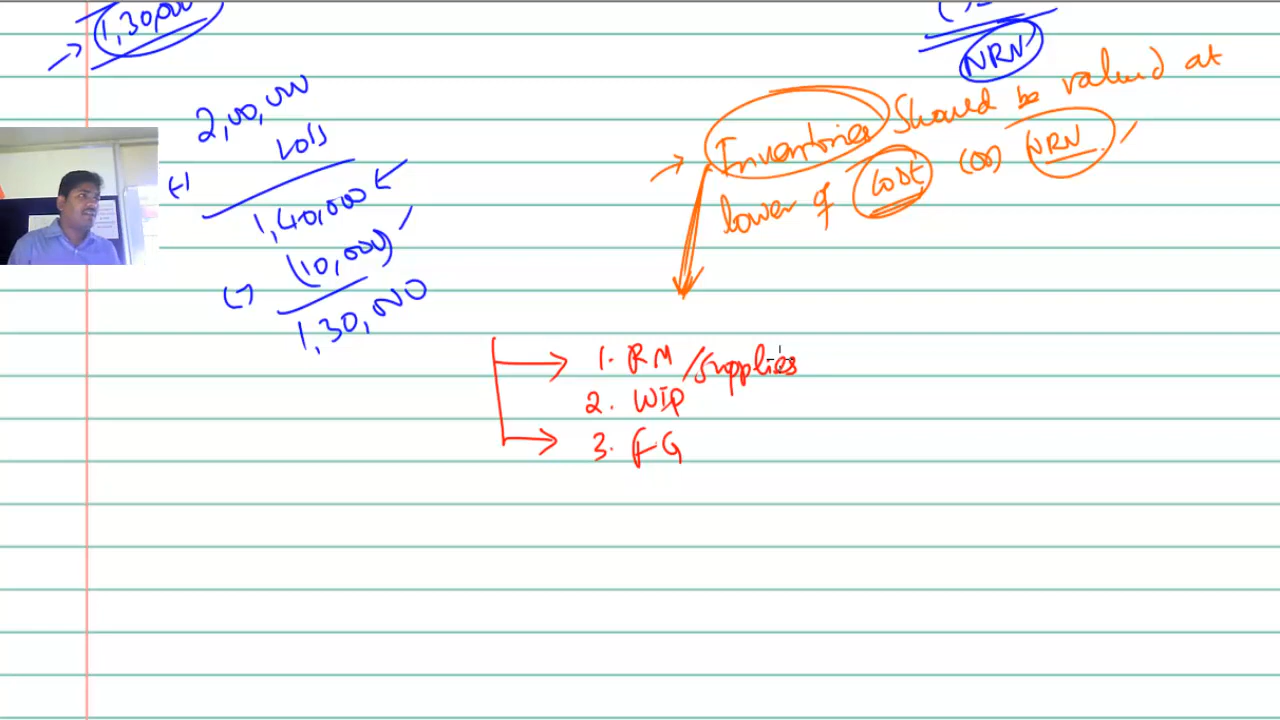 1,30,000
NRV
2,00,000
Loss
(-)
1,40,000
(-) (10,000)
1,30,000
Inventories should be valued at
lower of Cost (or) NRV
1. RM /supplies
2. WIP
3. FG